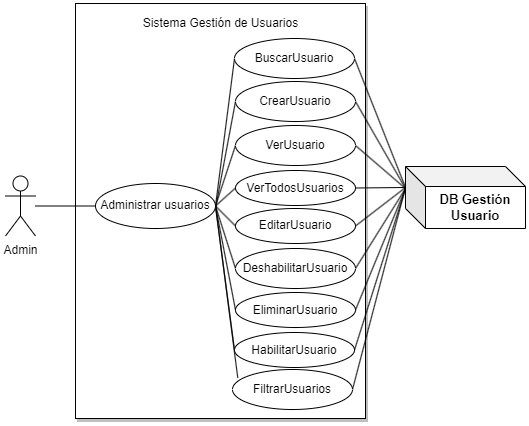 Sistema Gestión de Usuarios
BuscarUsuario
CrearUsuario
VerUsuario
VerTodosUsuarios
Administrar usuarios
EditarUsuario
DB Gestión
Usuario
Admin
DeshabilitarUsuario
EliminarUsuario
HabilitarUsuario
FiltrarUsuarios